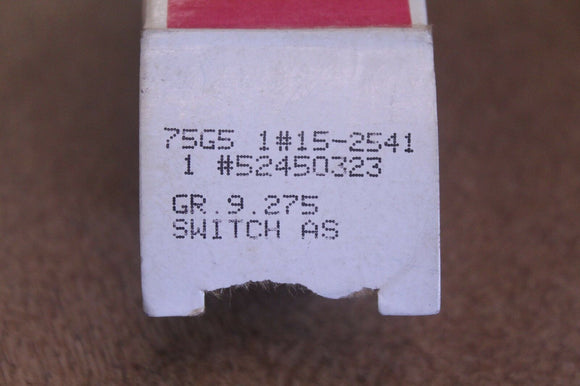 75G5 1#15-2541
1 #52450323
GR.9.275
SWITCH AS